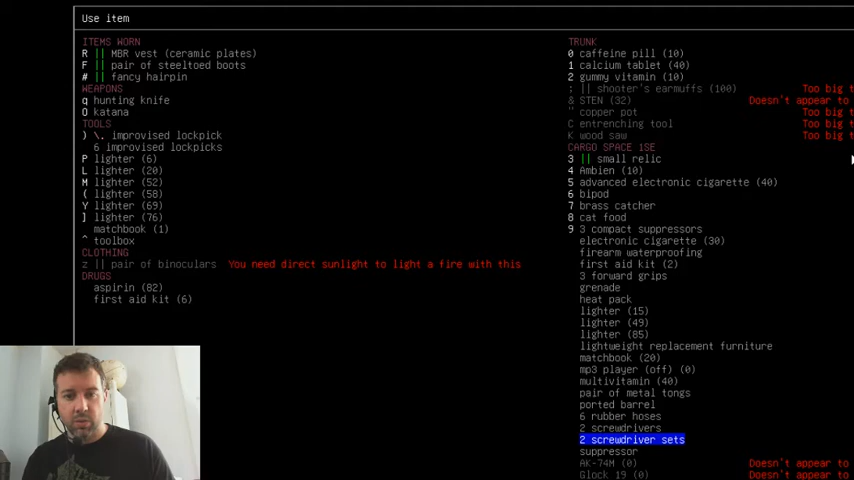 Use item
ITEMS WORN
R || MBR vest (ceramic plates)
F || pair of steeltoed boots
# || fancy hairpin
WEAPONS
q hunting knife
O katana
TOOLS
) \. improvised lockpick
6 improvised lockpicks
P lighter (6)
L lighter (20)
M lighter (52)
( lighter (58)
Y lighter (69)
] lighter (76)
matchbook (1)
^ toolbox
CLOTHING
z || pair of binoculars You need direct sunlight to light a fire with this
DRUGS
aspirin (82)
first aid kit (6)
TRUNK
0 caffeine pill (10)
1 calcium tablet (40)
2 gummy vitamin (10)
: || shooter's earmuffs (100) Too big t
& STEN (32) Doesn't appear to
" copper pot Too big t
C entrenching tool Too big t
K wood saw Too big t
CARGO SPACE 1SE
3 || small relic
4 Ambien (10)
5 advanced electronic cigarette (40)
6 bipod
7 brass catcher
8 cat food
9 3 compact suppressors
electronic cigarette (30)
firearm waterproofing
first aid kit (2)
3 forward grips
grenade
heat pack
lighter (15)
lighter (49)
lighter (85)
lightweight replacement furniture
matchbook (20)
mp3 player (off) (0)
multivitamin (40)
pair of metal tongs
ported barrel
6 rubber hoses
2 screwdrivers
2 screwdriver sets
suppressor
AK-74M (0) Doesn't appear to
Glock 19 (0) Doesn't appear to